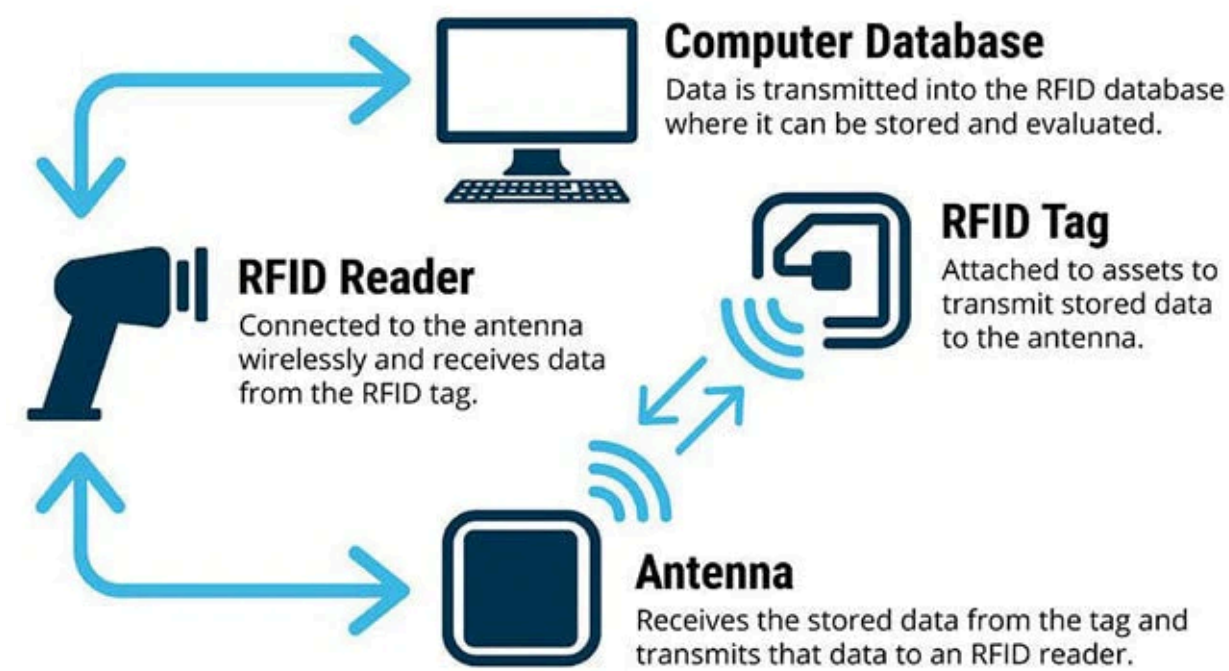 Computer Database
Data is transmitted into the RFID database
where it can be stored and evaluated.
RFID Tag
Attached to assets to
transmit stored data
to the antenna.
RFID Reader
Connected to the antenna
wirelessly and receives data
from the RFID tag.
Antenna
Receives the stored data from the tag and
transmits that data to an RFID reader.